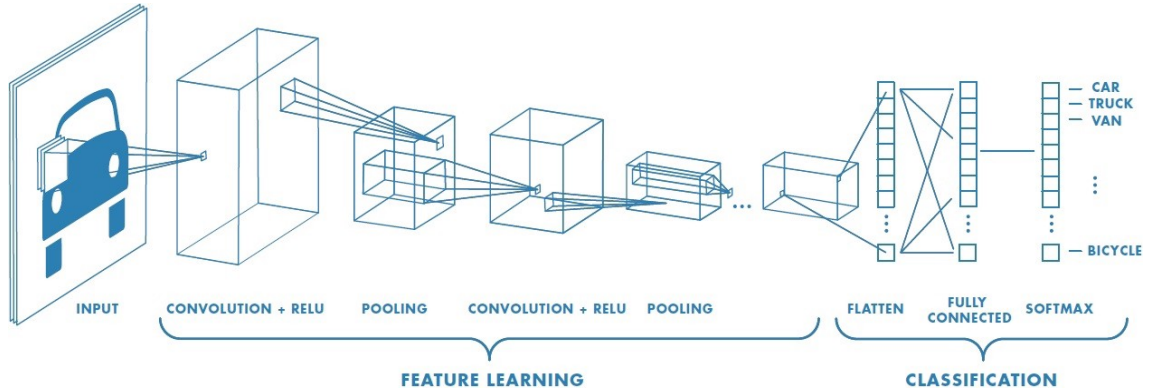 CAR
TRUCK
VAN
BICYCLE
INPUT
CONVOLUTION + RELU
POOLING
CONVOLUTION + RELU
POOLING
FLATTEN
FULLY
CONNECTED
SOFTMAX
FEATURE LEARNING
CLASSIFICATION